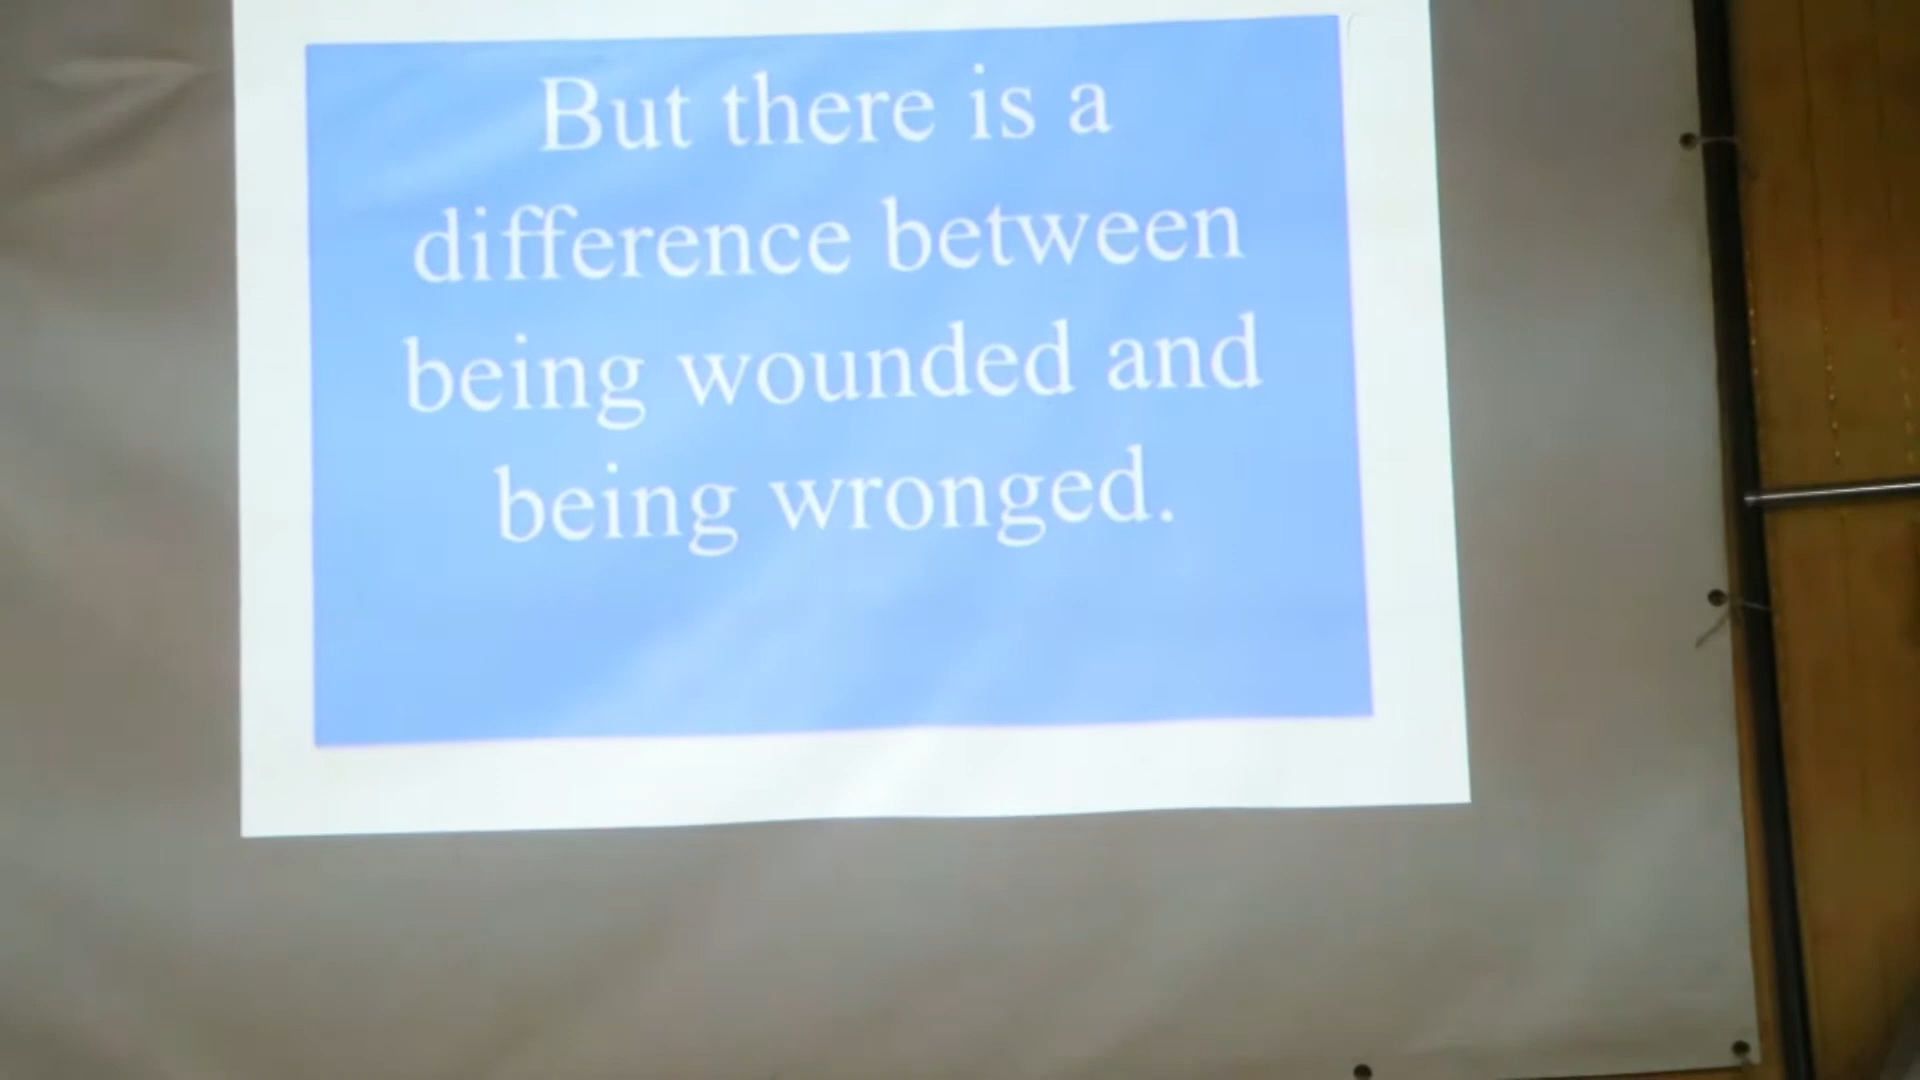 But there is a
difference between
being wounded and
being wronged.